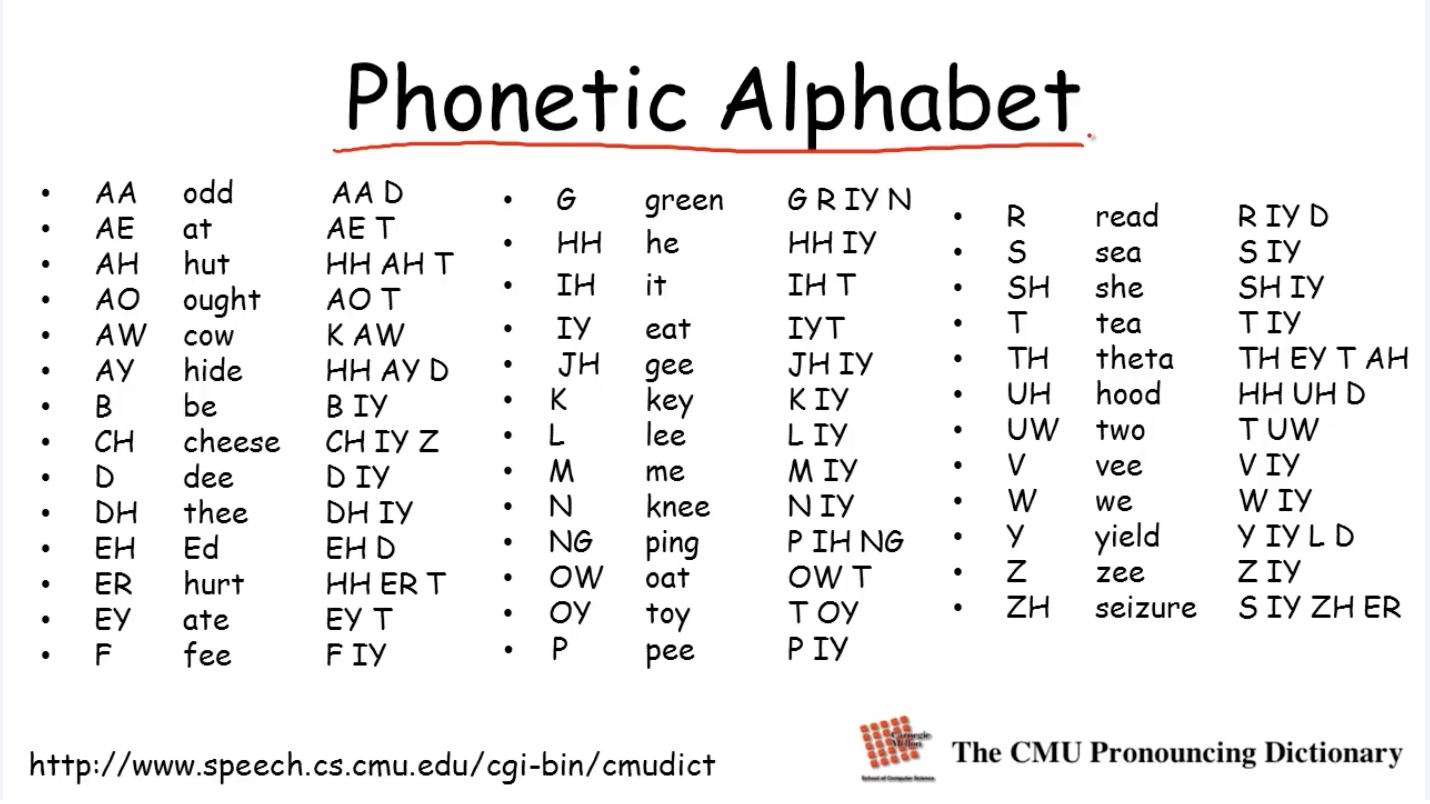 Phonetic Alphabet
• AA odd AA D
• AE at AE T
• AH hut HH AH T
• AO ought AO T
• AW cow K AW
• AY hide HH AY D
• B be B IY
• CH cheese CH IY Z
• D dee D IY
• DH thee DH IY
• EH Ed EH D
• ER hurt HH ER T
• EY ate EY T
• F fee F IY
• G green G R IY N
• HH he HH IY
• IH it IH T
• IY eat IY T
• JH gee JH IY
• K key K IY
• L lee L IY
• M me M IY
• N knee N IY
• NG ping P IH NG
• OW oat OW T
• OY toy T OY
• P pee P IY
• R read R IY D
• S sea S IY
• SH she SH IY
• T tea T IY
• TH theta TH EY T AH
• UH hood HH UH D
• UW two T UW
• V vee V IY
• W we W IY
• Y yield Y IY L D
• Z zee Z IY
• ZH seizure S IY ZH ER
http://www.speech.cs.cmu.edu/cgi-bin/cmudict
Carnegie
Mellon
School of Computer Science
The CMU Pronouncing Dictionary